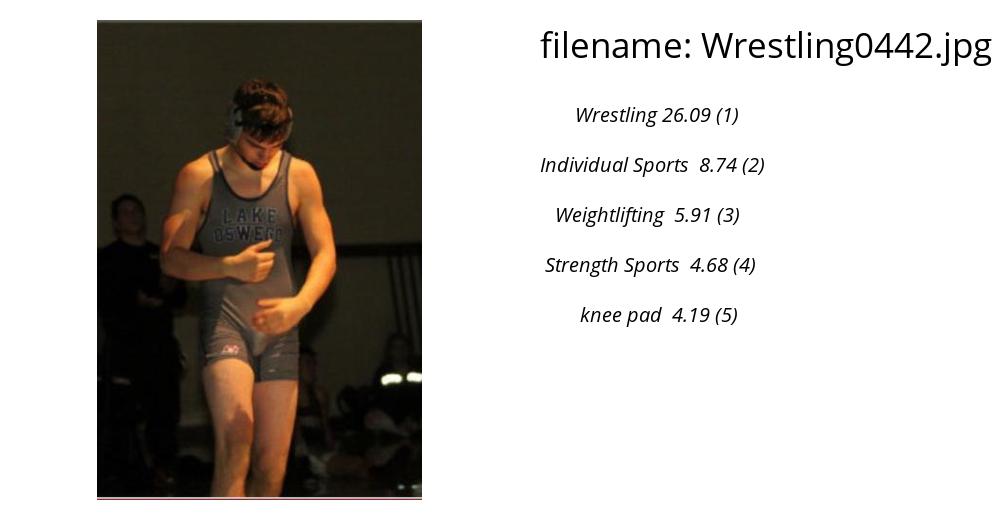 filename: Wrestling0442.jpg
Wrestling 26.09 (1)
Individual Sports 8.74 (2)
Weightlifting 5.91 (3)
Strength Sports 4.68 (4)
knee pad 4.19 (5)
LAKE
OSWEGO